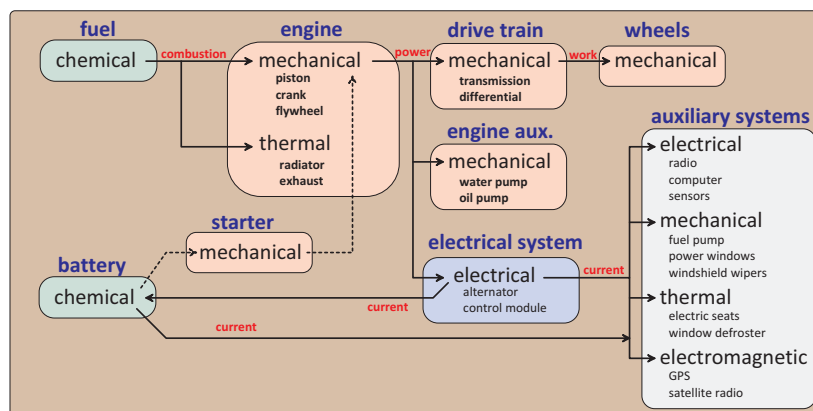 fuel
chemical
combustion
engine
mechanical
piston
crank
flywheel
thermal
radiator
exhaust
power
drive train
mechanical
transmission
differential
work
wheels
mechanical
engine aux.
mechanical
water pump
oil pump
starter
mechanical
battery
chemical
electrical system
electrical
alternator
control module
current
current
current
auxiliary systems
electrical
radio
computer
sensors
mechanical
fuel pump
power windows
windshield wipers
thermal
electric seats
window defroster
electromagnetic
GPS
satellite radio